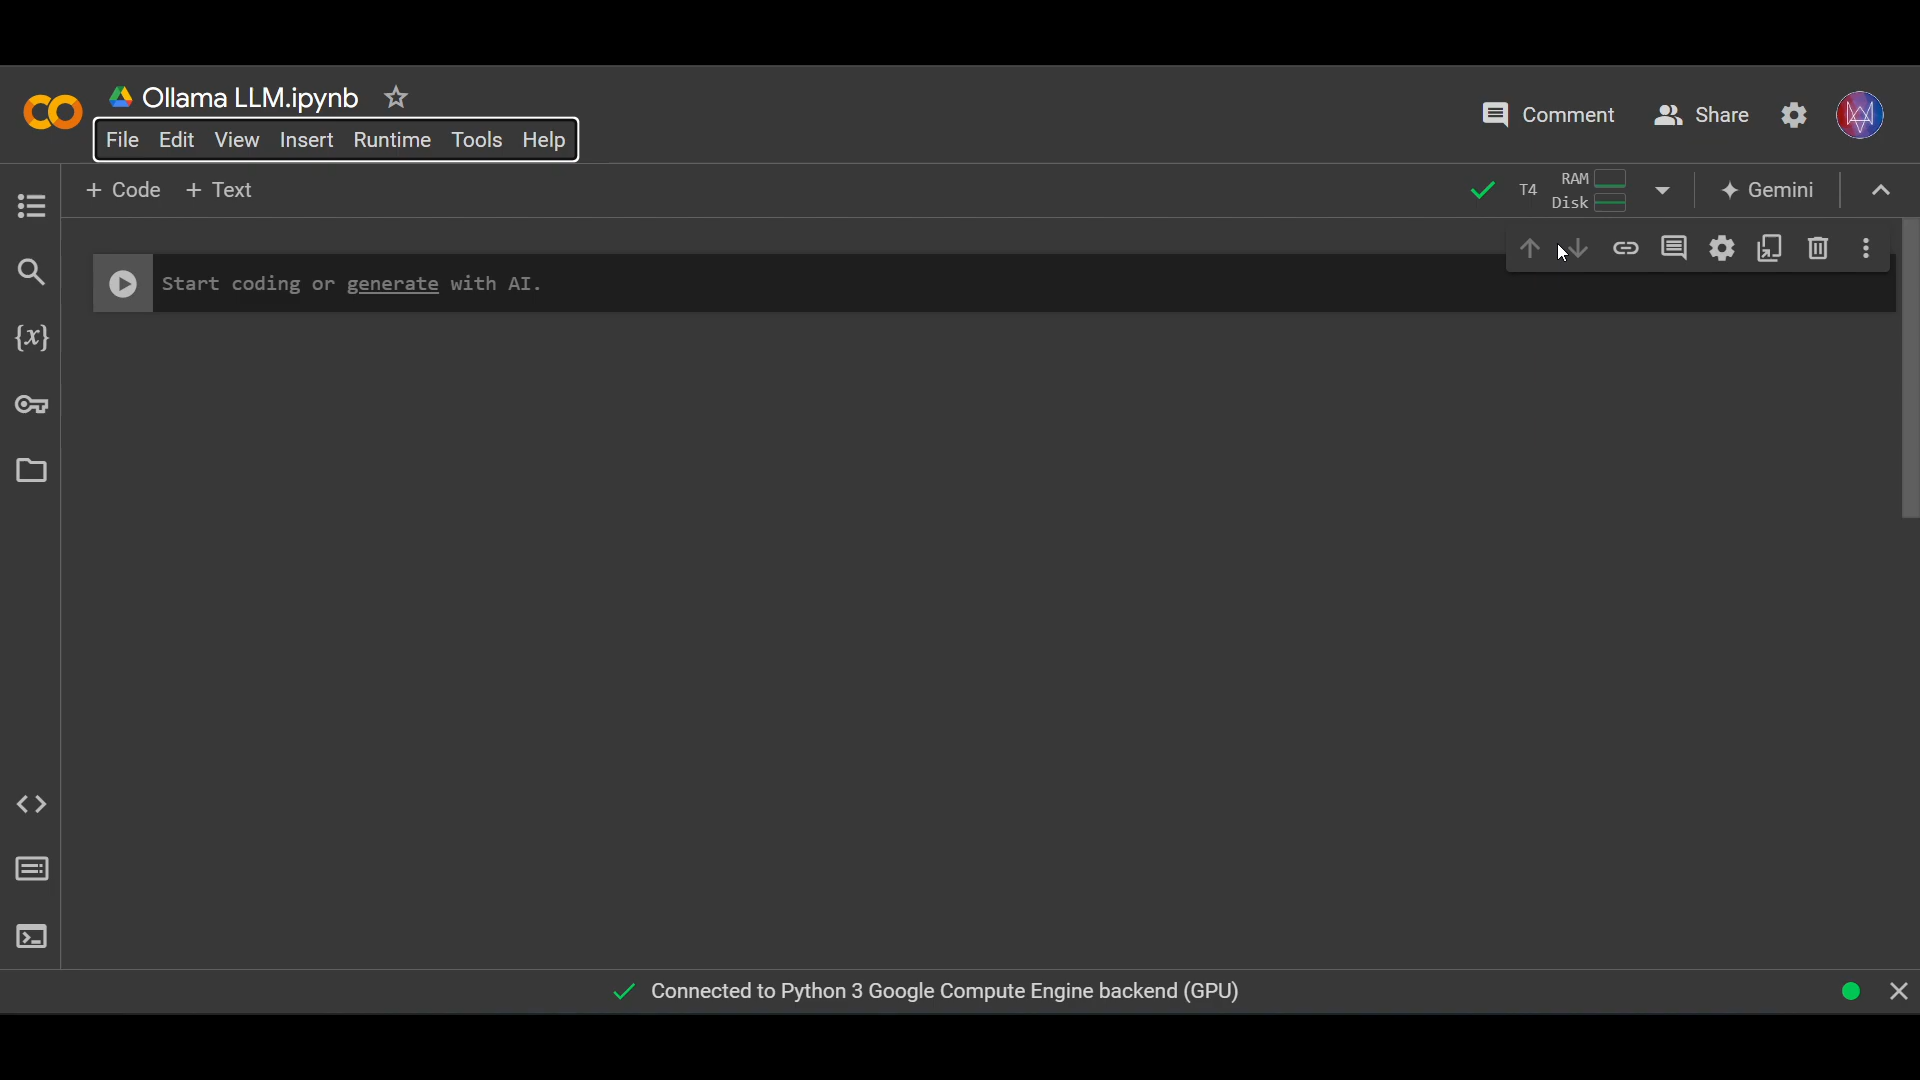 Ollama LLM.ipynb
File Edit View Insert Runtime Tools Help
Comment
Share
+ Code + Text
T4
RAM
Disk
Gemini
Start coding or generate with AI.
{x}
Connected to Python 3 Google Compute Engine backend (GPU)